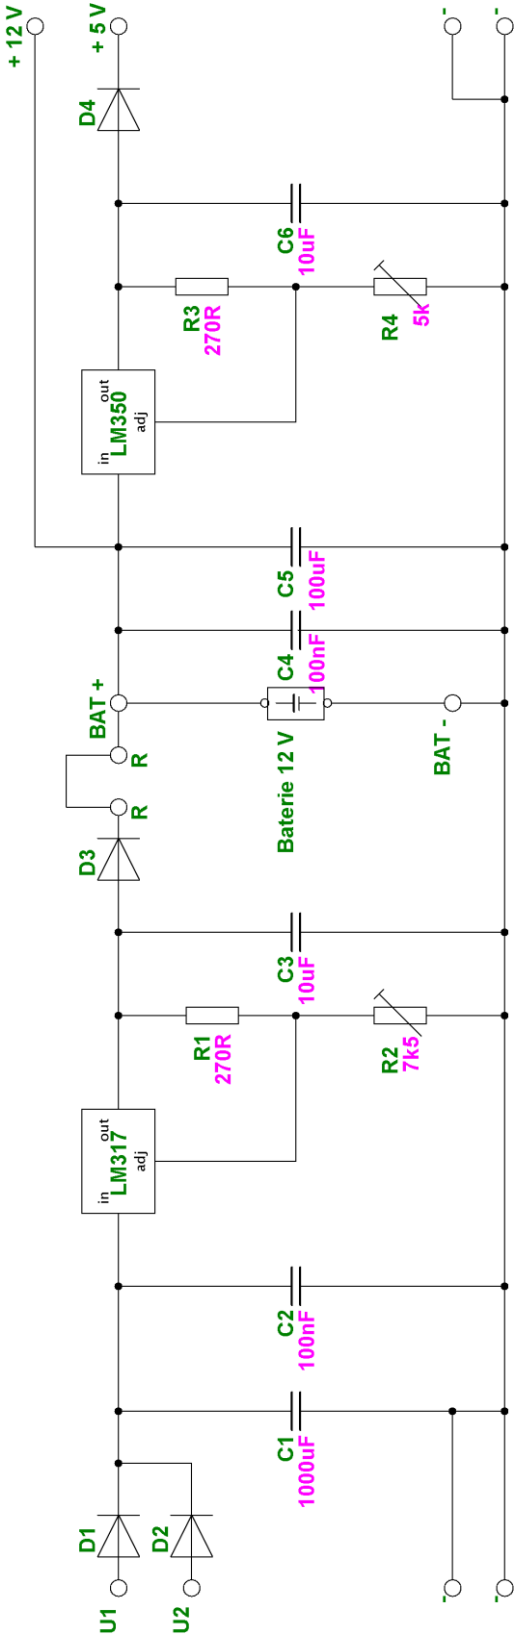 U1
U2
D1
D2
-
-
C1
1000uF
C2
100nF
in
out
LM317
adj
R1
270R
R2
7k5
C3
10uF
D3
R
R
BAT +
Baterie 12 V
BAT -
C4
100nF
C5
100uF
in
out
LM350
adj
R3
270R
R4
5k
C6
10uF
D4
+ 12 V
+ 5 V
-
-